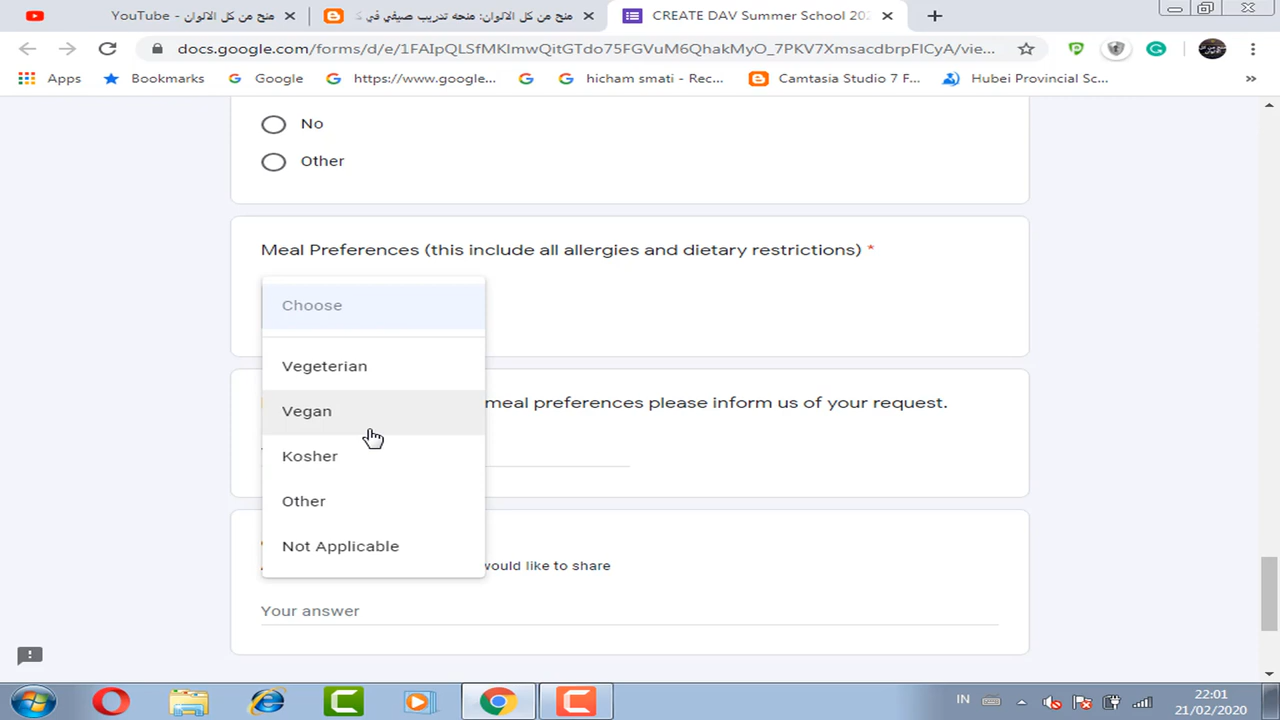 YouTube - منح من كل الالوان
منح من كل الالوان: منحه تدريب صيفي في
CREATE DAV Summer School 202
docs.google.com/forms/d/e/1FAIpQLSfMKlmwQitGTdo75FGVuM6QhakMyO_7PKV7XmsacdbrpFICyA/vie...
Apps
Bookmarks
Google
https://www.google...
hicham smati - Rec...
Camtasia Studio 7 F...
Hubei Provincial Sc...
»
No
Other
Meal Preferences (this include all allergies and dietary restrictions) *
Choose
Vegeterian
Vegan
meal preferences please inform us of your request.
Kosher
Other
Not Applicable
would like to share
Your answer
IN
22:01
21/02/2020